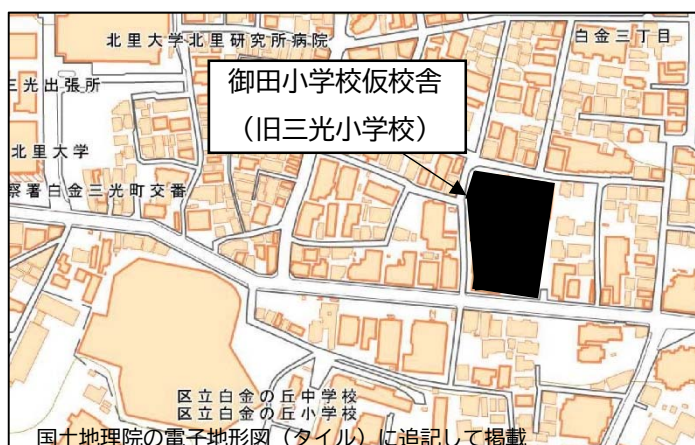 北里大学北里研究所病院
白金三丁目
三光出張所
御田小学校仮校舎
（旧三光小学校）
北里大学
察署白金三光町交番
区立白金の丘中学校
区立白金の丘小学校
国土地理院の電子地形図（タイル）に追記して掲載